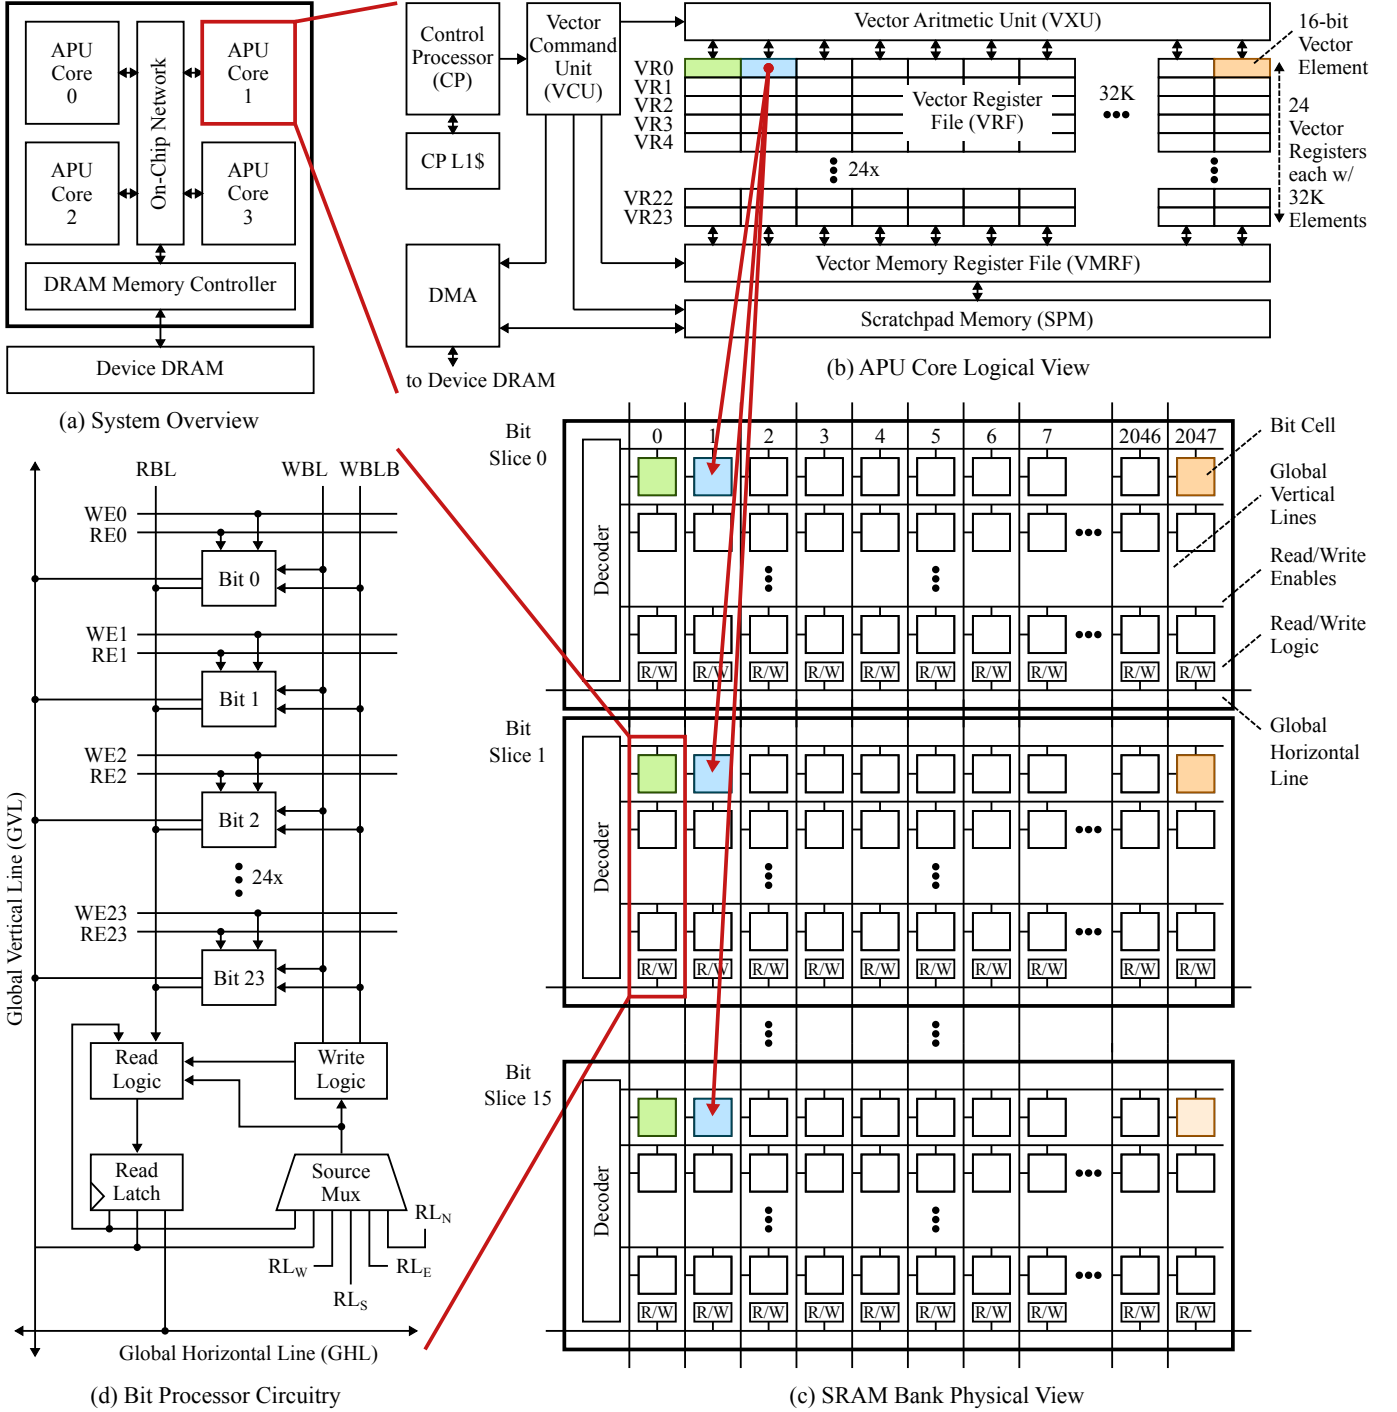 APU
Core
0
APU
Core
1
APU
Core
2
APU
Core
3
On-Chip Network
DRAM Memory Controller
Device DRAM
(a) System Overview
Control
Processor
(CP)
CP L1$
Vector
Command
Unit
(VCU)
DMA
to Device DRAM
Vector Aritmetic Unit (VXU)
VR0
VR1
VR2
VR3
VR4
VR22
VR23
Vector Register
File (VRF)
32K
24x
16-bit
Vector
Element
24
Vector
Registers
each w/
32K
Elements
Vector Memory Register File (VMRF)
Scratchpad Memory (SPM)
(b) APU Core Logical View
Bit
Slice 0
Decoder
0 1 2 3 4 5 6 7 2046 2047
R/W R/W R/W R/W R/W R/W R/W R/W R/W R/W
Bit Cell
Global
Vertical
Lines
Read/Write
Enables
Read/Write
Logic
Global
Horizontal
Line
Bit
Slice 1
Decoder
R/W R/W R/W R/W R/W R/W R/W R/W R/W R/W
Bit
Slice 15
Decoder
R/W R/W R/W R/W R/W R/W R/W R/W R/W R/W
(c) SRAM Bank Physical View
RBL WBL WBLB
WE0
RE0
Bit 0
WE1
RE1
Bit 1
WE2
RE2
Bit 2
24x
WE23
RE23
Bit 23
Global Vertical Line (GVL)
Read
Logic
Write
Logic
Read
Latch
Source
Mux
RL_N
RL_W
RL_E
RL_S
Global Horizontal Line (GHL)
(d) Bit Processor Circuitry